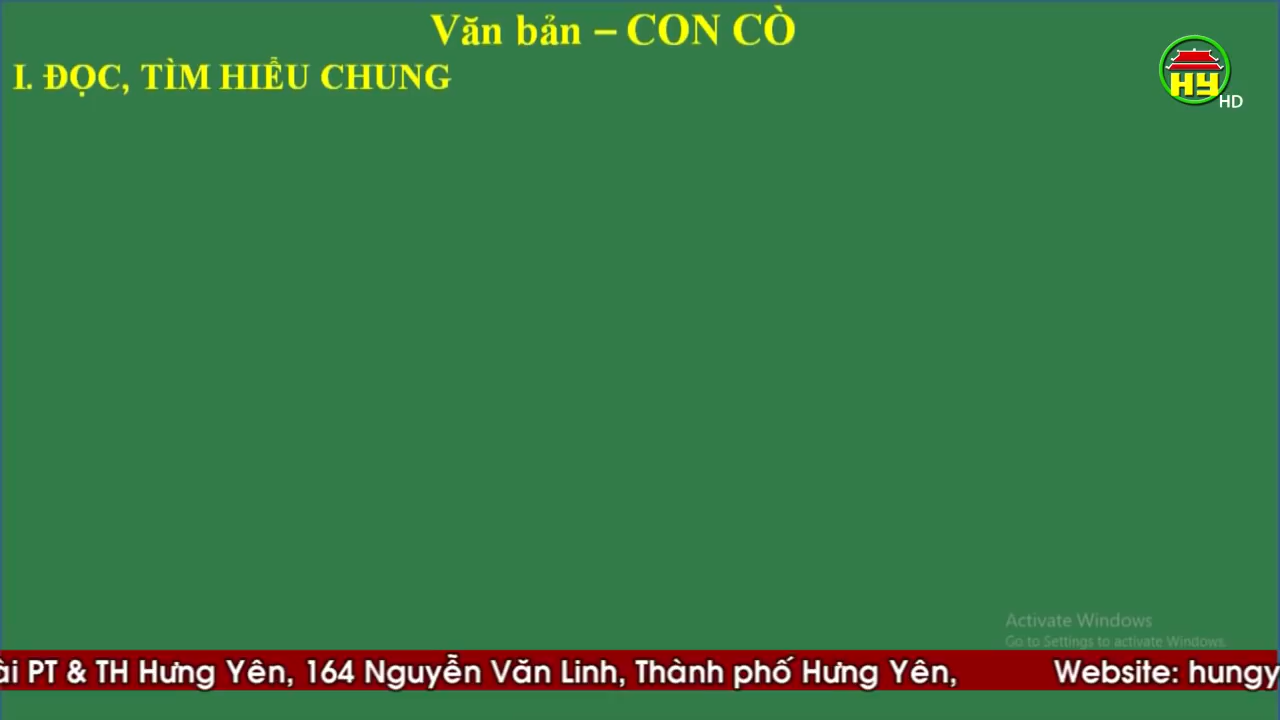 Văn bản – CON CÒ
I. ĐỌC, TÌM HIỂU CHUNG
HY
HD
Activate Windows
Go to Settings to activate Windows.
PT & TH Hưng Yên, 164 Nguyễn Văn Linh, Thành phố Hưng Yên, Website: hungy